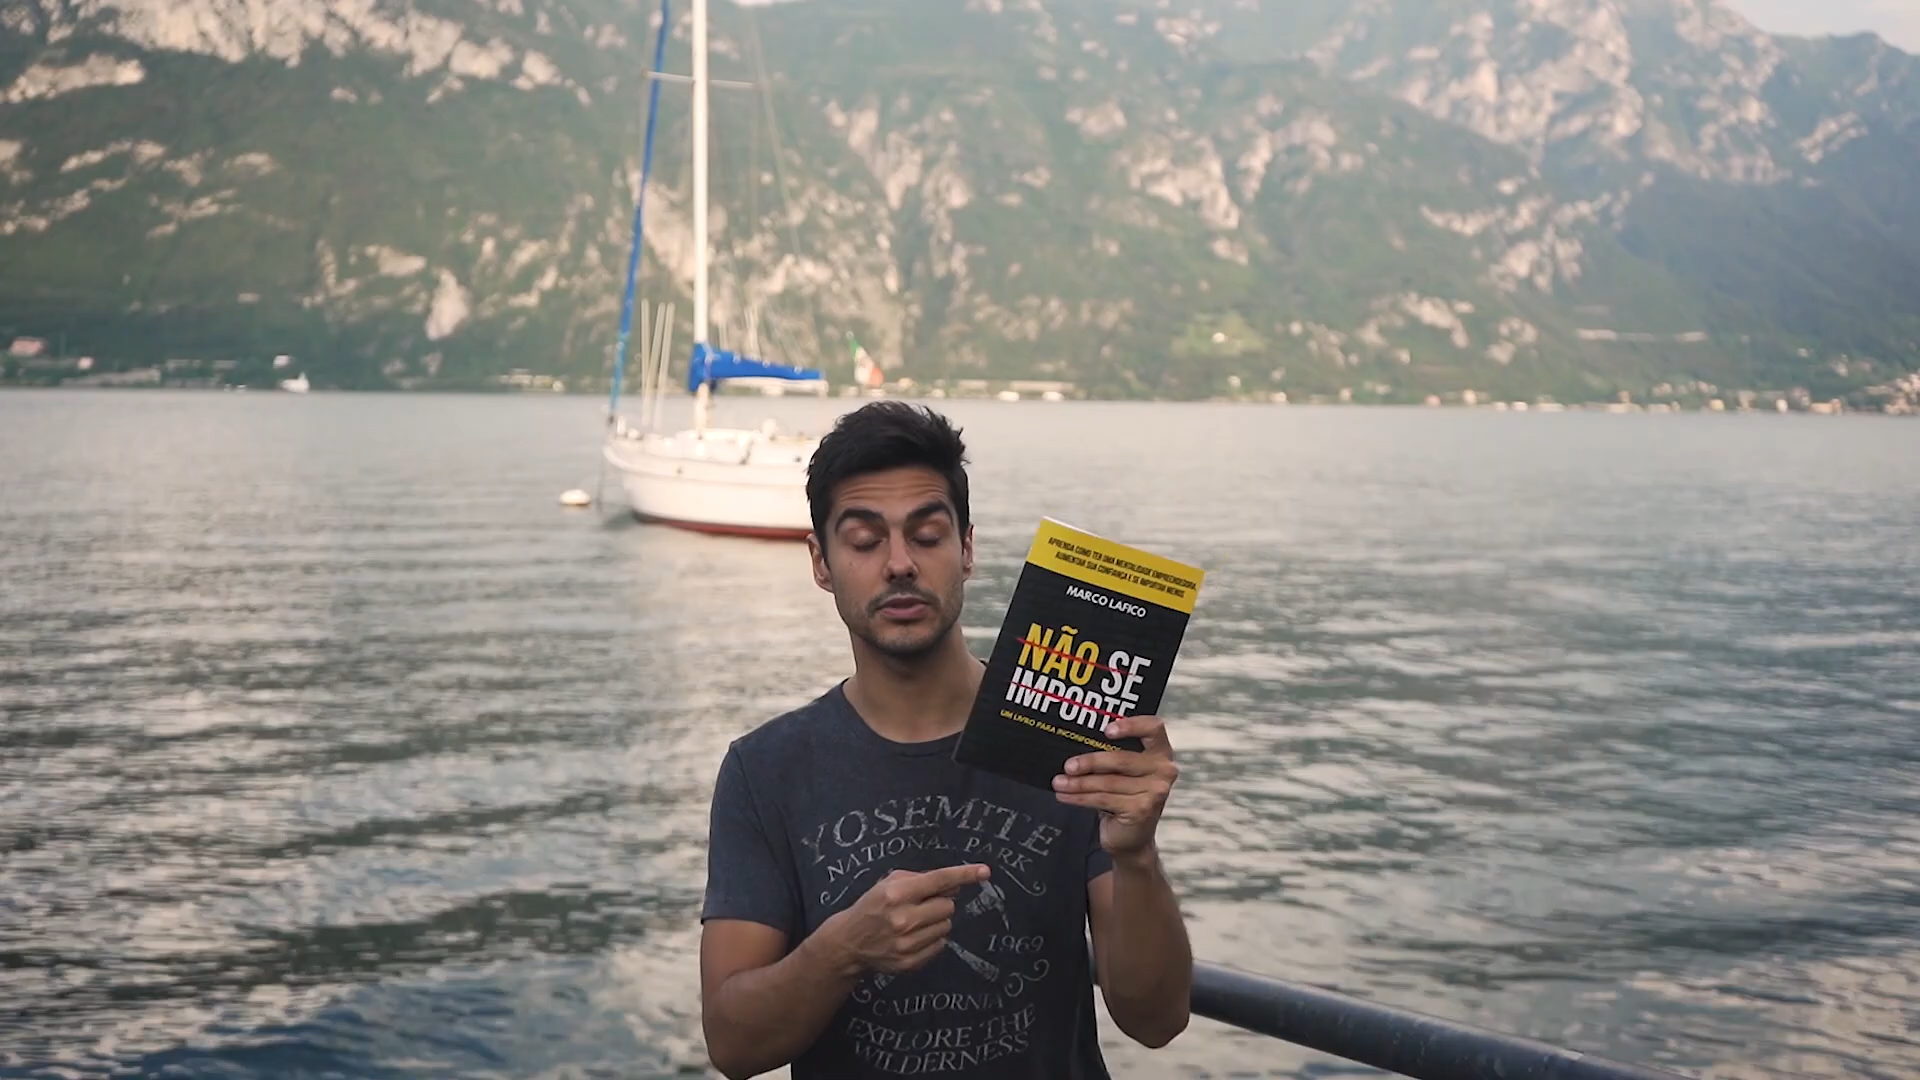 APRENDA COMO TER UMA MENTALIDADE EMPREENDEDORA,
AUMENTAR SUA CONFIANÇA E SE IMPORTAR MENOS
MARCO LAFICO
NÃO SE
IMPORTE
UM LIVRO PARA INCONFORMADOS
YOSEMITE
NATIONAL PARK
1969
CALIFORNIA
EXPLORE THE
WILDERNESS